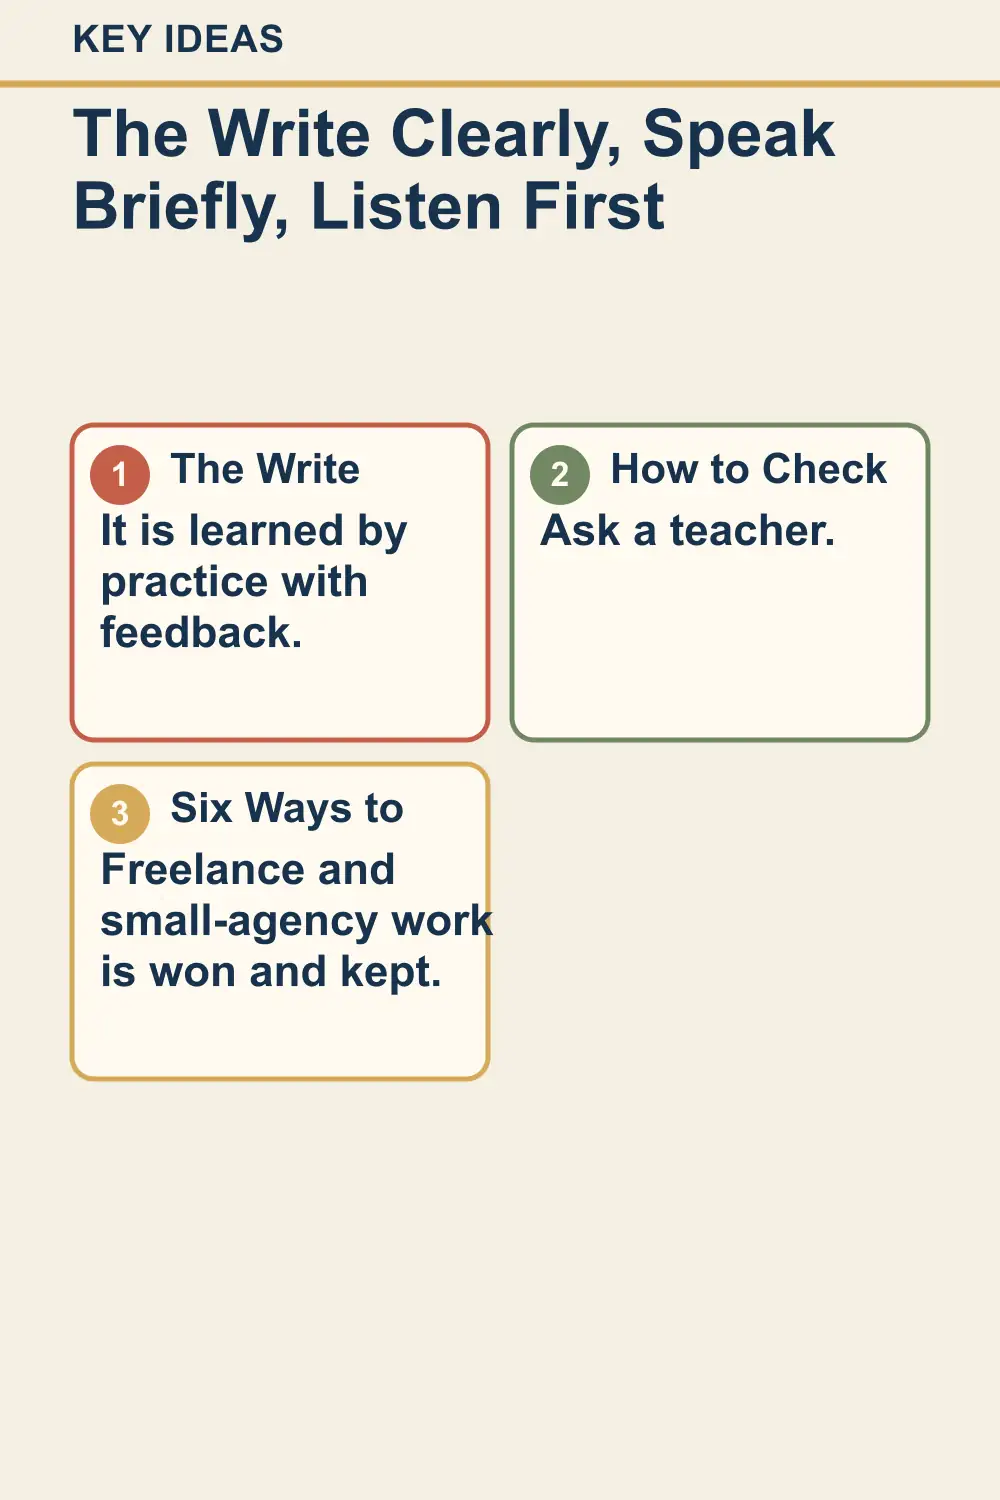 KEY IDEAS
The Write Clearly, Speak
Briefly, Listen First
1 The Write
It is learned by
practice with
feedback.
2 How to Check
Ask a teacher.
3 Six Ways to
Freelance and
small-agency work
is won and kept.